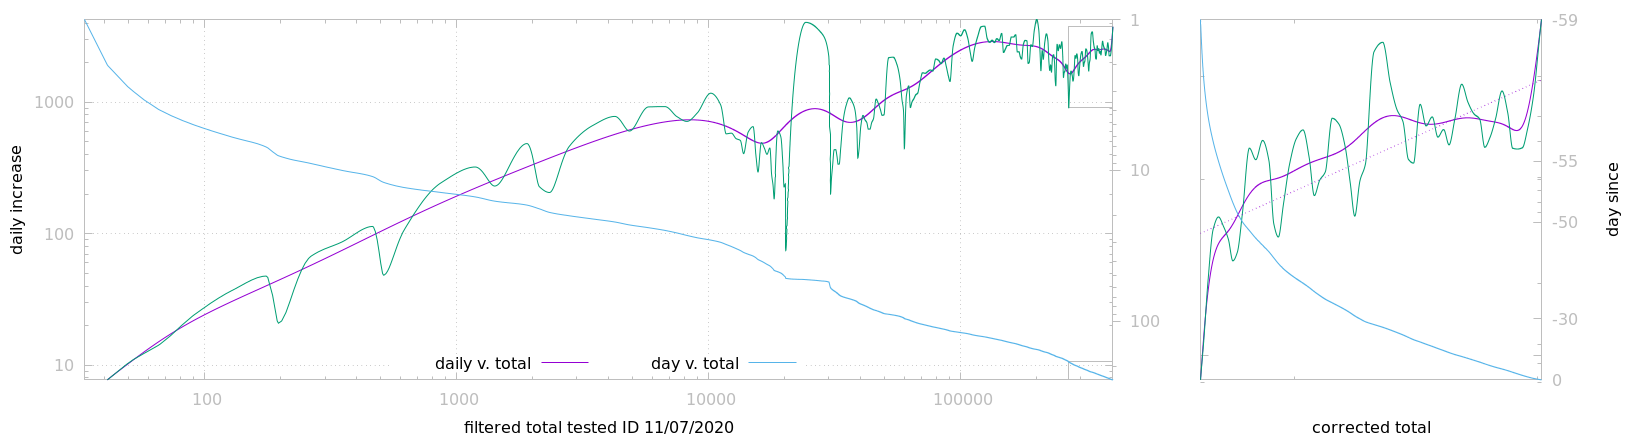 daily increase
1000
100
10
daily v. total
day v. total
100
1000
10000
100000
filtered total tested ID 11/07/2020
1
10
100
-59
-55
-50
-30
0
day since
corrected total